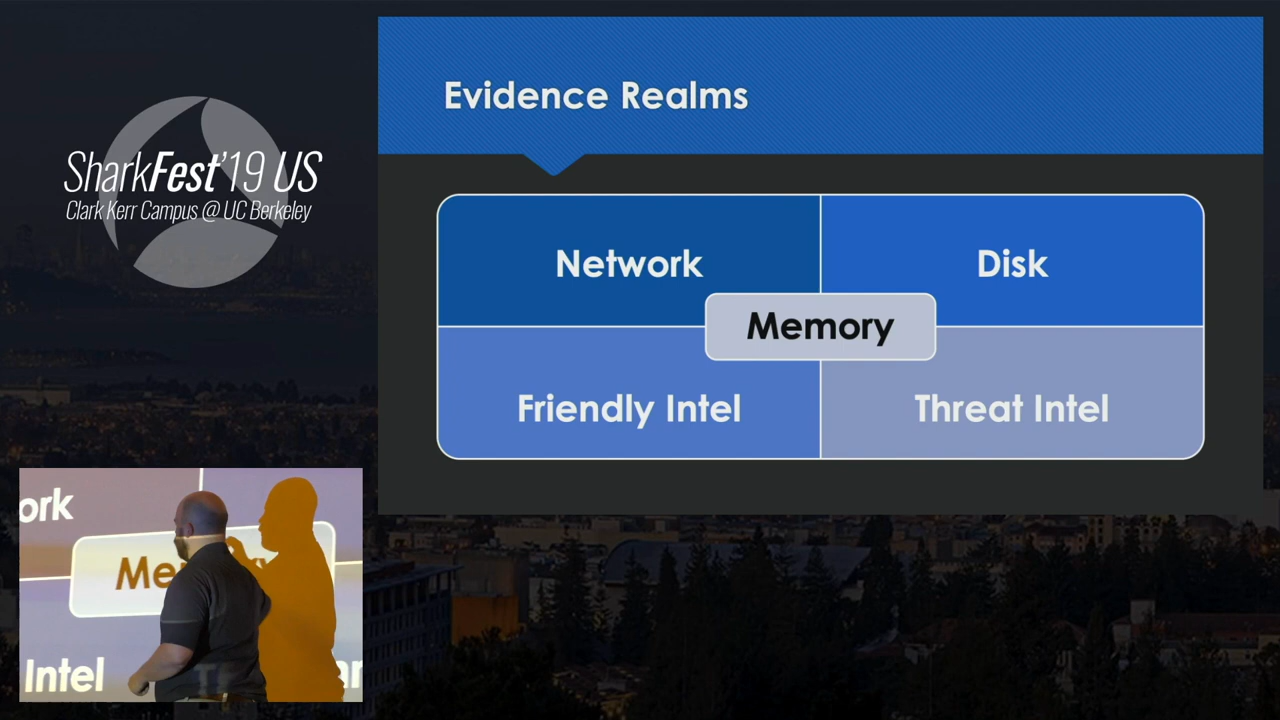 SharkFest'19 US
Clark Kerr Campus @ UC Berkeley
Evidence Realms
Network
Disk
Memory
Friendly Intel
Threat Intel
ork
Me
Intel